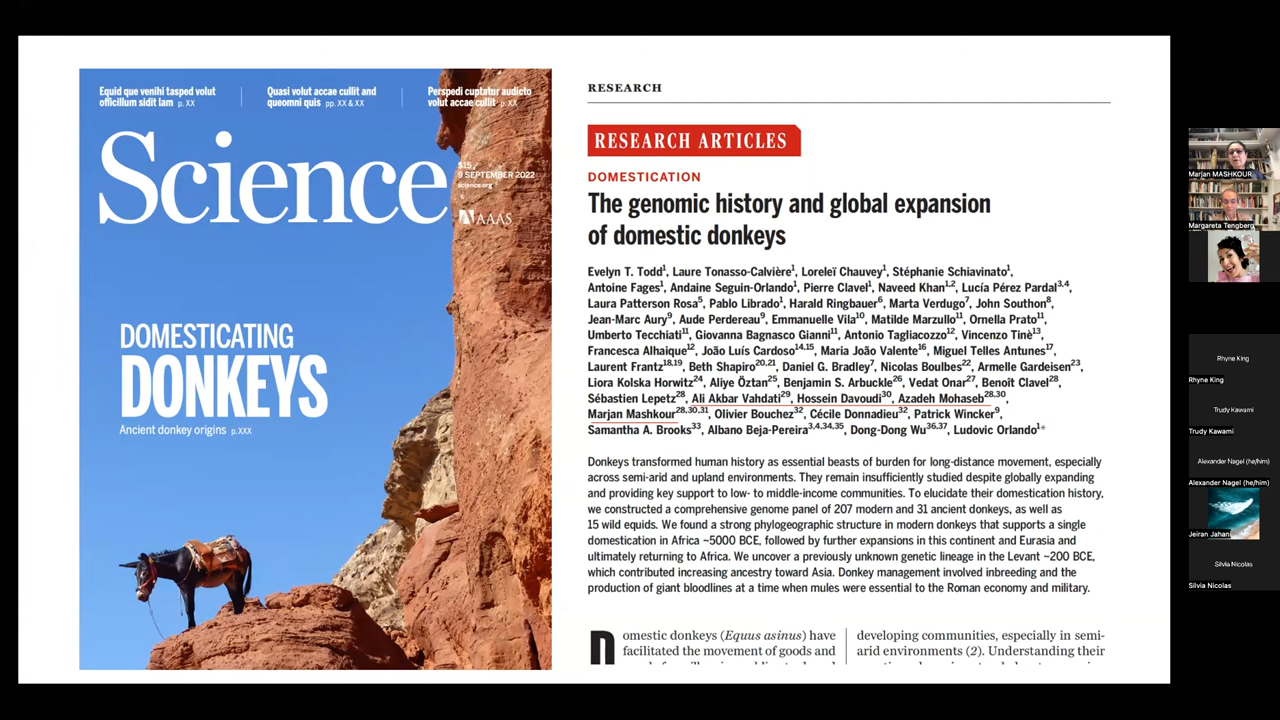 Equid que venihi tasped volut
officillum sidit lam p. XX
Quasi volut accae cullit and
queomni quis pp. XX & XX
Perspedi cuptatur audicto
volut accae cullit p. XX
Science
$15
9 SEPTEMBER 2022
science.org
AAAS
DOMESTICATING
DONKEYS
Ancient donkey origins p.XXX
RESEARCH
RESEARCH ARTICLES
DOMESTICATION
The genomic history and global expansion
of domestic donkeys
Evelyn T. Todd1, Laure Tonasso-Calvière1, Loreleï Chauvey1, Stéphanie Schiavinato1,
Antoine Fages1, Andaine Seguin-Orlando1, Pierre Clavel1, Naveed Khan1,2, Lucía Pérez Pardal3,4,
Laura Patterson Rosa5, Pablo Librado1, Harald Ringbauer6, Marta Verdugo7, John Southon8,
Jean-Marc Aury9, Aude Perdereau9, Emmanuelle Vila10, Matilde Marzullo11, Ornella Prato11,
Umberto Tecchiati11, Giovanna Bagnasco Gianni11, Antonio Tagliacozzo12, Vincenzo Tinè13,
Francesca Alhaique12, João Luís Cardoso14,15, Maria João Valente16, Miguel Telles Antunes17,
Laurent Frantz18,19, Beth Shapiro20,21, Daniel G. Bradley7, Nicolas Boulbes22, Armelle Gardeisen23,
Liora Kolska Horwitz24, Aliye Öztan25, Benjamin S. Arbuckle26, Vedat Onar27, Benoît Clavel28,
Sébastien Lepetz28, Ali Akbar Vahdati29, Hossein Davoudi30, Azadeh Mohaseb28,30,
Marjan Mashkour28,30,31, Olivier Bouchez32, Cécile Donnadieu32, Patrick Wincker9,
Samantha A. Brooks33, Albano Beja-Pereira3,4,34,35, Dong-Dong Wu36,37, Ludovic Orlando1*
Donkeys transformed human history as essential beasts of burden for long-distance movement, especially
across semi-arid and upland environments. They remain insufficiently studied despite globally expanding
and providing key support to low- to middle-income communities. To elucidate their domestication history,
we constructed a comprehensive genome panel of 207 modern and 31 ancient donkeys, as well as
15 wild equids. We found a strong phylogeographic structure in modern donkeys that supports a single
domestication in Africa ~5000 BCE, followed by further expansions in this continent and Eurasia and
ultimately returning to Africa. We uncover a previously unknown genetic lineage in the Levant ~200 BCE,
which contributed increasing ancestry toward Asia. Donkey management involved inbreeding and the
production of giant bloodlines at a time when mules were essential to the Roman economy and military.
Domestic donkeys (Equus asinus) have
facilitated the movement of goods and
developing communities, especially in semi-
arid environments (2). Understanding their
Marjan MASHKOUR
Margareta Tengberg
Rhyne King
Rhyne King
Trudy Kawami
Trudy Kawami
Alexander Nagel (he/him)
Alexander Nagel (he/him)
Jeiran Jahani
Silvia Nicolas
Silvia Nicolas